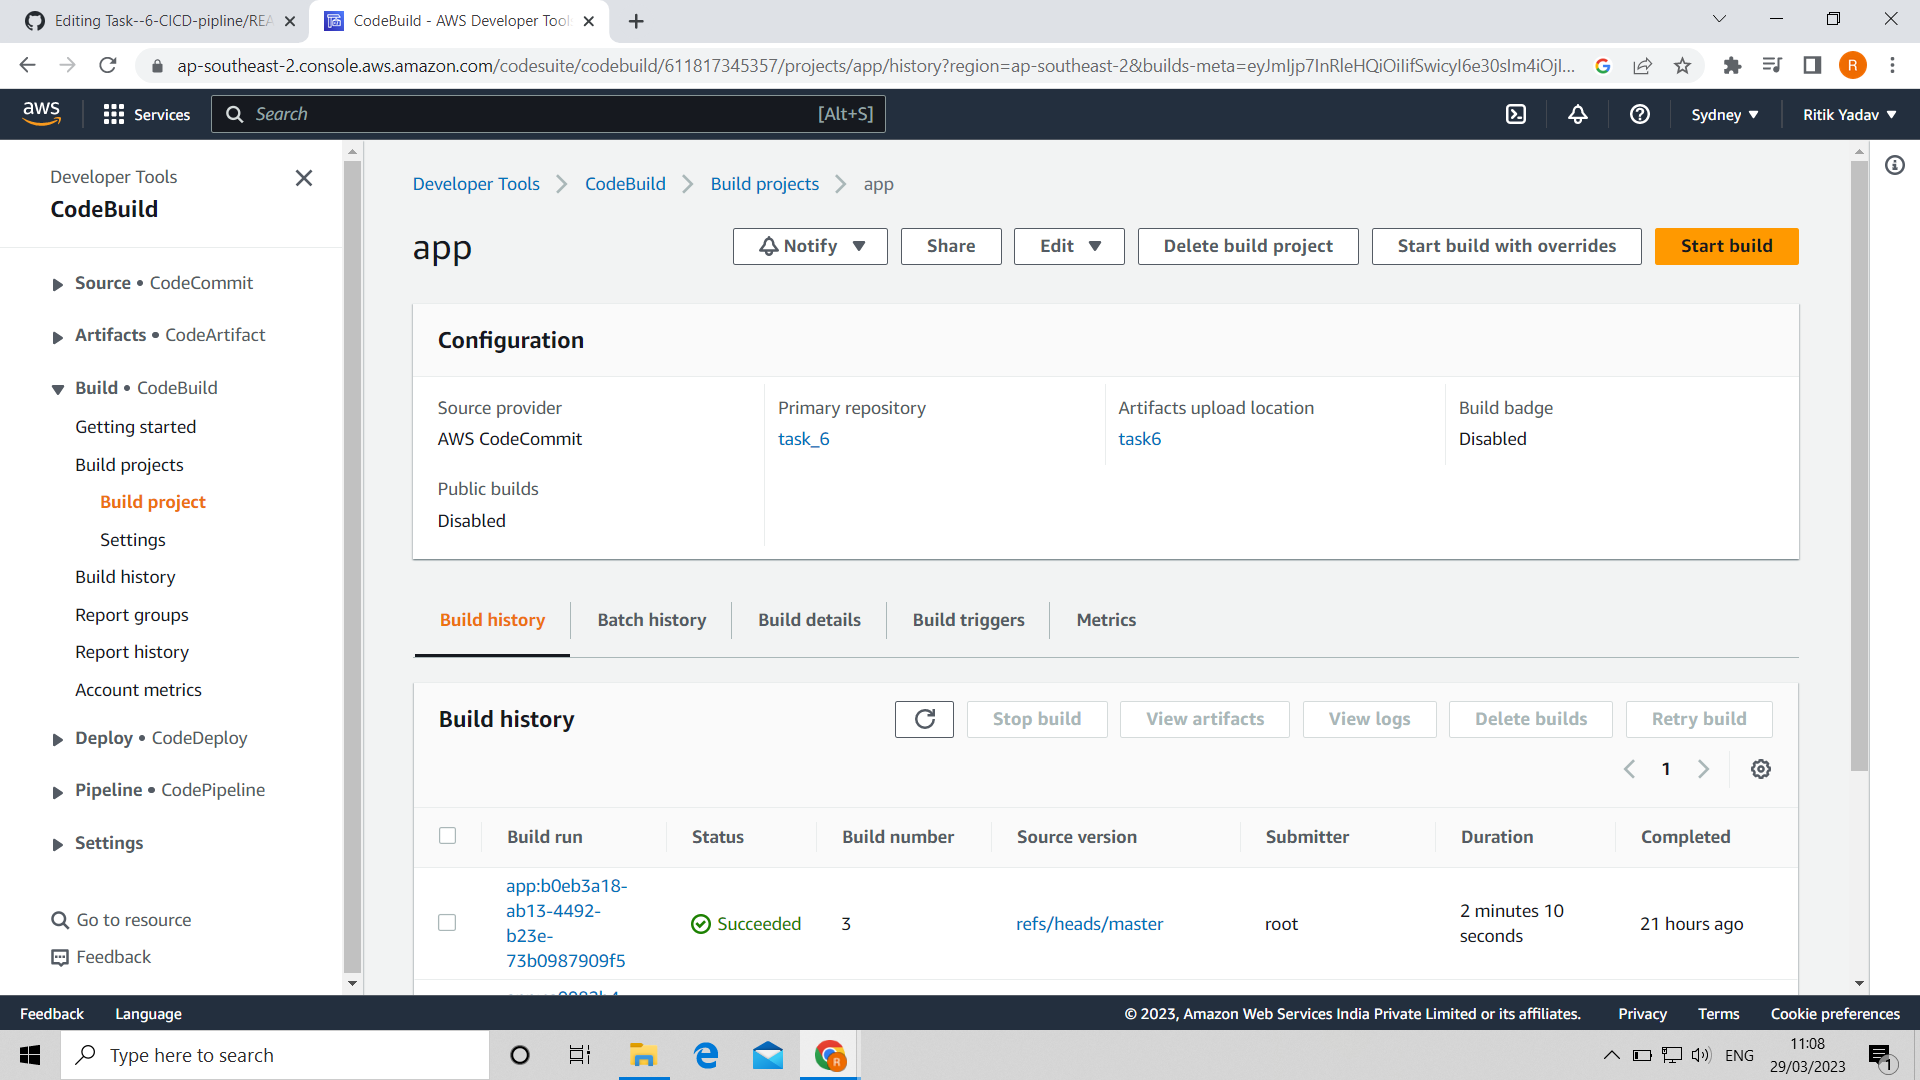 Editing Task--6-CICD-pipline/REA
CodeBuild - AWS Developer Tool
ap-southeast-2.console.aws.amazon.com/codesuite/codebuild/611817345357/projects/app/history?region=ap-southeast-2&builds-meta=eyJmIjp7InRleHQiOiIifSwicyI6e30sIm4iOjI...
R
aws
Services
Search
[Alt+S]
Sydney
Ritik Yadav
Developer Tools
CodeBuild
Source • CodeCommit
Artifacts • CodeArtifact
Build • CodeBuild
Getting started
Build projects
Build project
Settings
Build history
Report groups
Report history
Account metrics
Deploy • CodeDeploy
Pipeline • CodePipeline
Settings
Go to resource
Feedback
Developer Tools
CodeBuild
Build projects
app
app
Notify
Share
Edit
Delete build project
Start build with overrides
Start build
Configuration
Source provider
AWS CodeCommit
Primary repository
task_6
Artifacts upload location
task6
Build badge
Disabled
Public builds
Disabled
Build history
Batch history
Build details
Build triggers
Metrics
Build history
Stop build
View artifacts
View logs
Delete builds
Retry build
1
Build run
Status
Build number
Source version
Submitter
Duration
Completed
app:b0eb3a18-
ab13-4492-
b23e-
73b0987909f5
Succeeded
3
refs/heads/master
root
2 minutes 10
seconds
21 hours ago
Feedback
Language
© 2023, Amazon Web Services India Private Limited or its affiliates.
Privacy
Terms
Cookie preferences
Type here to search
R
ENG
11:08
29/03/2023
1